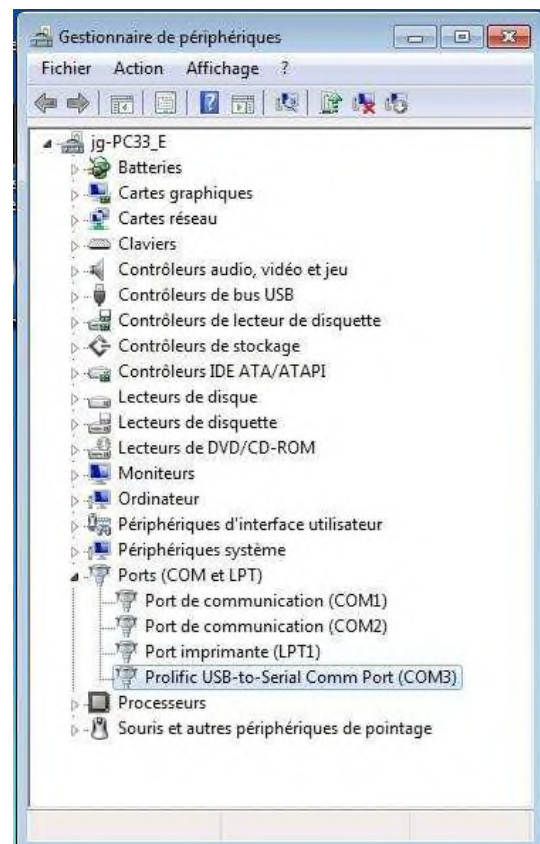 Gestionnaire de périphériques
Fichier Action Affichage ?
jg-PC33_E
Batteries
Cartes graphiques
Cartes réseau
Claviers
Contrôleurs audio, vidéo et jeu
Contrôleurs de bus USB
Contrôleurs de lecteur de disquette
Contrôleurs de stockage
Contrôleurs IDE ATA/ATAPI
Lecteurs de disque
Lecteurs de disquette
Lecteurs de DVD/CD-ROM
Moniteurs
Ordinateur
Périphériques d'interface utilisateur
Périphériques système
Ports (COM et LPT)
Port de communication (COM1)
Port de communication (COM2)
Port imprimante (LPT1)
Prolific USB-to-Serial Comm Port (COM3)
Processeurs
Souris et autres périphériques de pointage